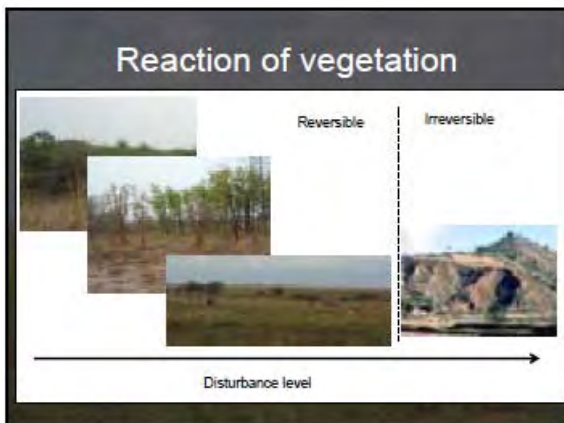 Reaction of vegetation
Reversible
Irreversible
Disturbance level